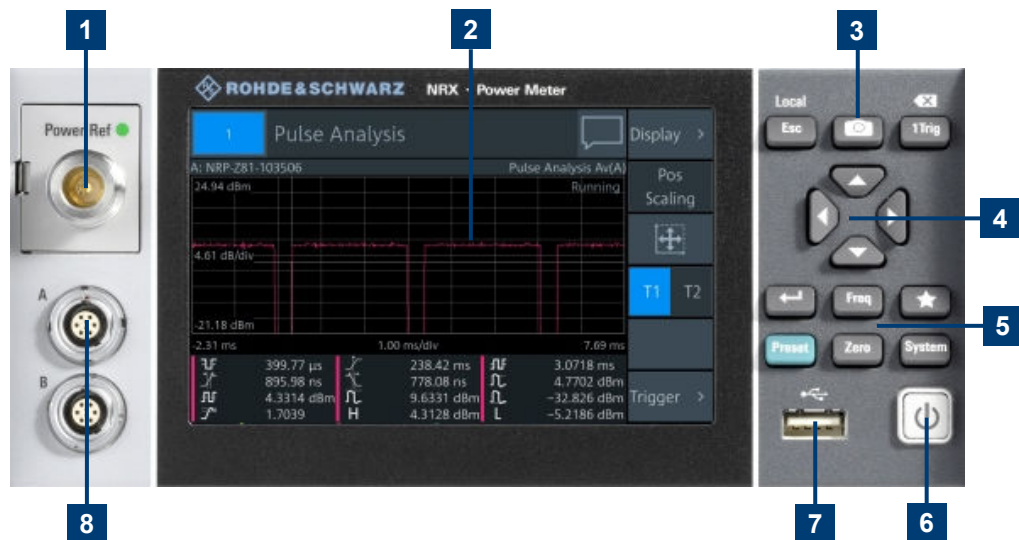 1
2
3
ROHDE & SCHWARZ NRX · Power Meter
Local
Power Ref
1 Pulse Analysis Display >
Esc
1Trig
A: NRP-Z81-103506 Pulse Analysis Av(A)
24.94 dBm Running
Pos
Scaling
4
4.61 dB/div
T1 T2
A
Freq
-21.18 dBm
-2.31 ms 1.00 ms/div 7.69 ms
5
Preset Zero System
399.77 µs 238.42 ms 3.0718 ms
895.98 ns 778.08 ns 4.7702 dBm
4.3314 dBm 9.6331 dBm -32.826 dBm
1.7039 H 4.3128 dBm L -5.2186 dBm
Trigger >
B
8
7
6